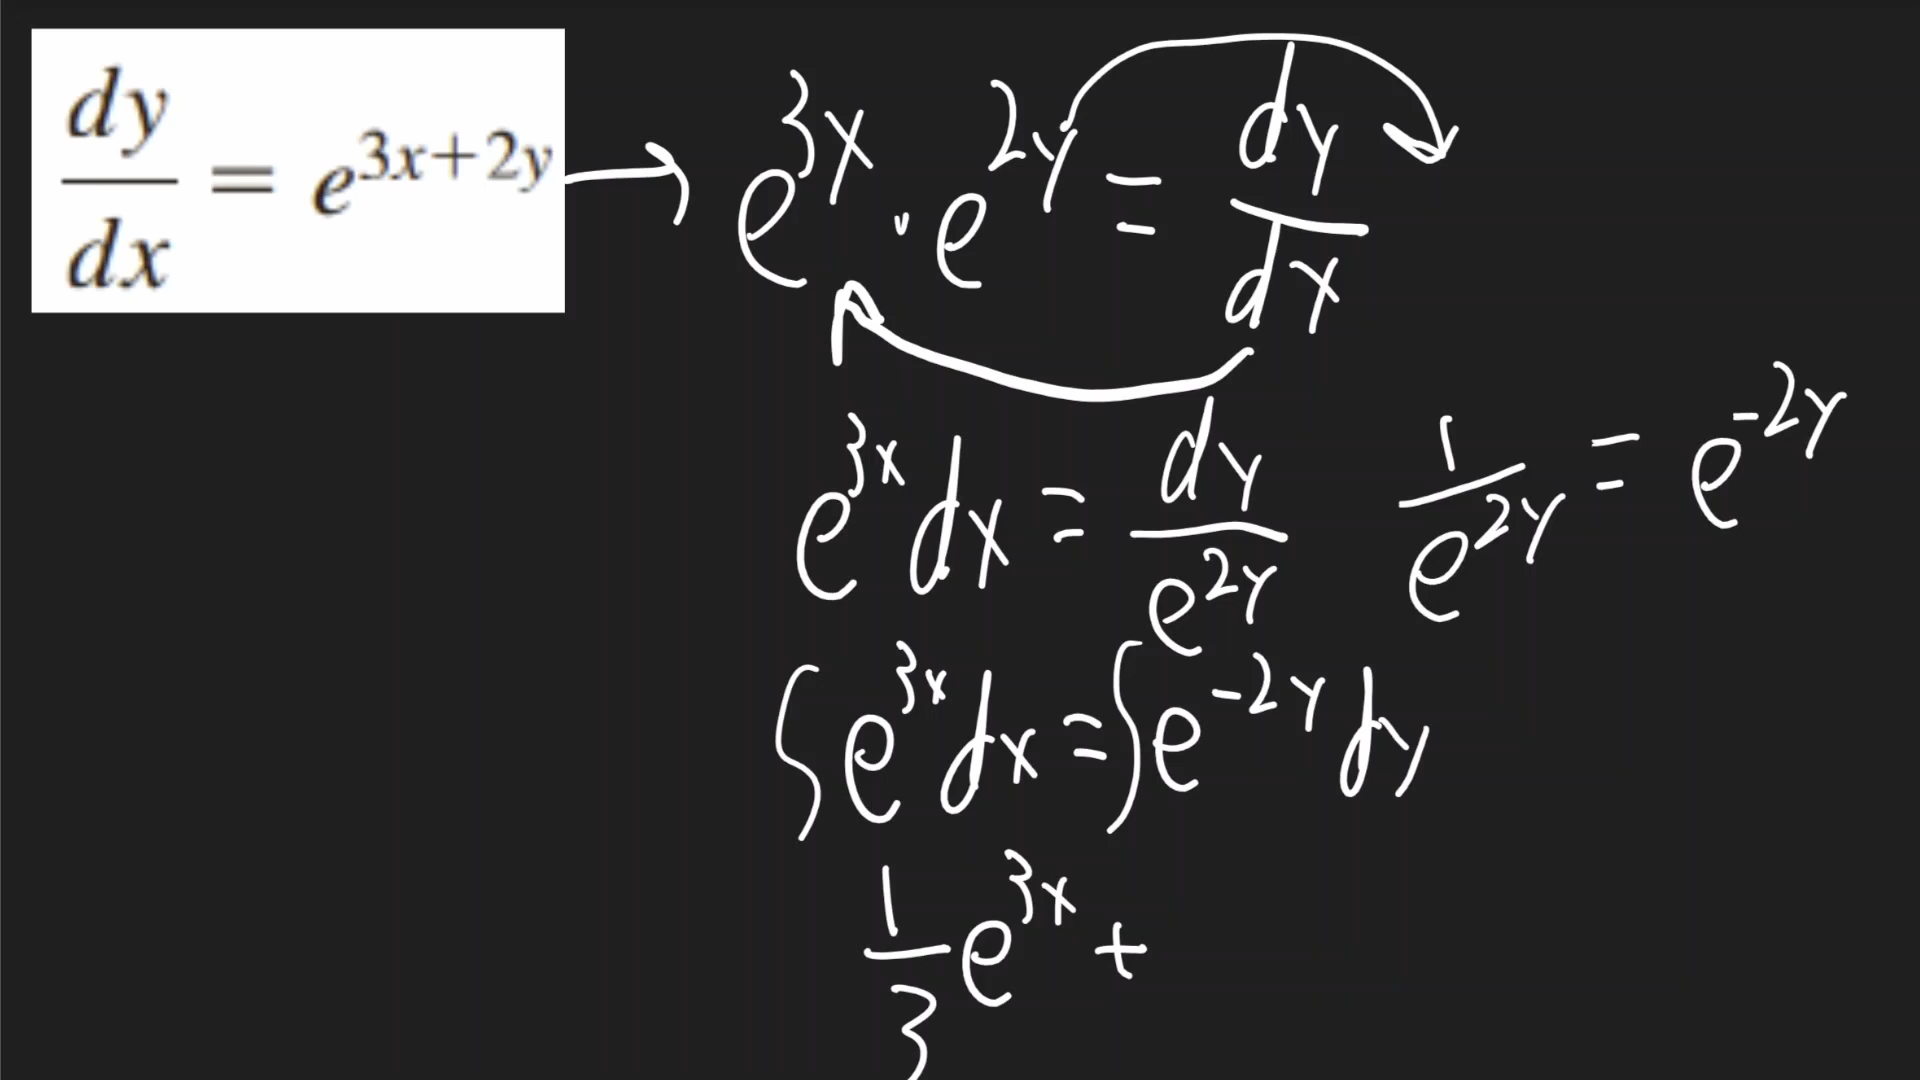 dy/dx = e^{3x+2y}
e^{3x} · e^{2y} = dy/dx
e^{3x} dx = dy/e^{2y}
1/e^{2y} = e^{-2y}
∫ e^{3x} dx = ∫ e^{-2y} dy
1/3 e^{3x} +